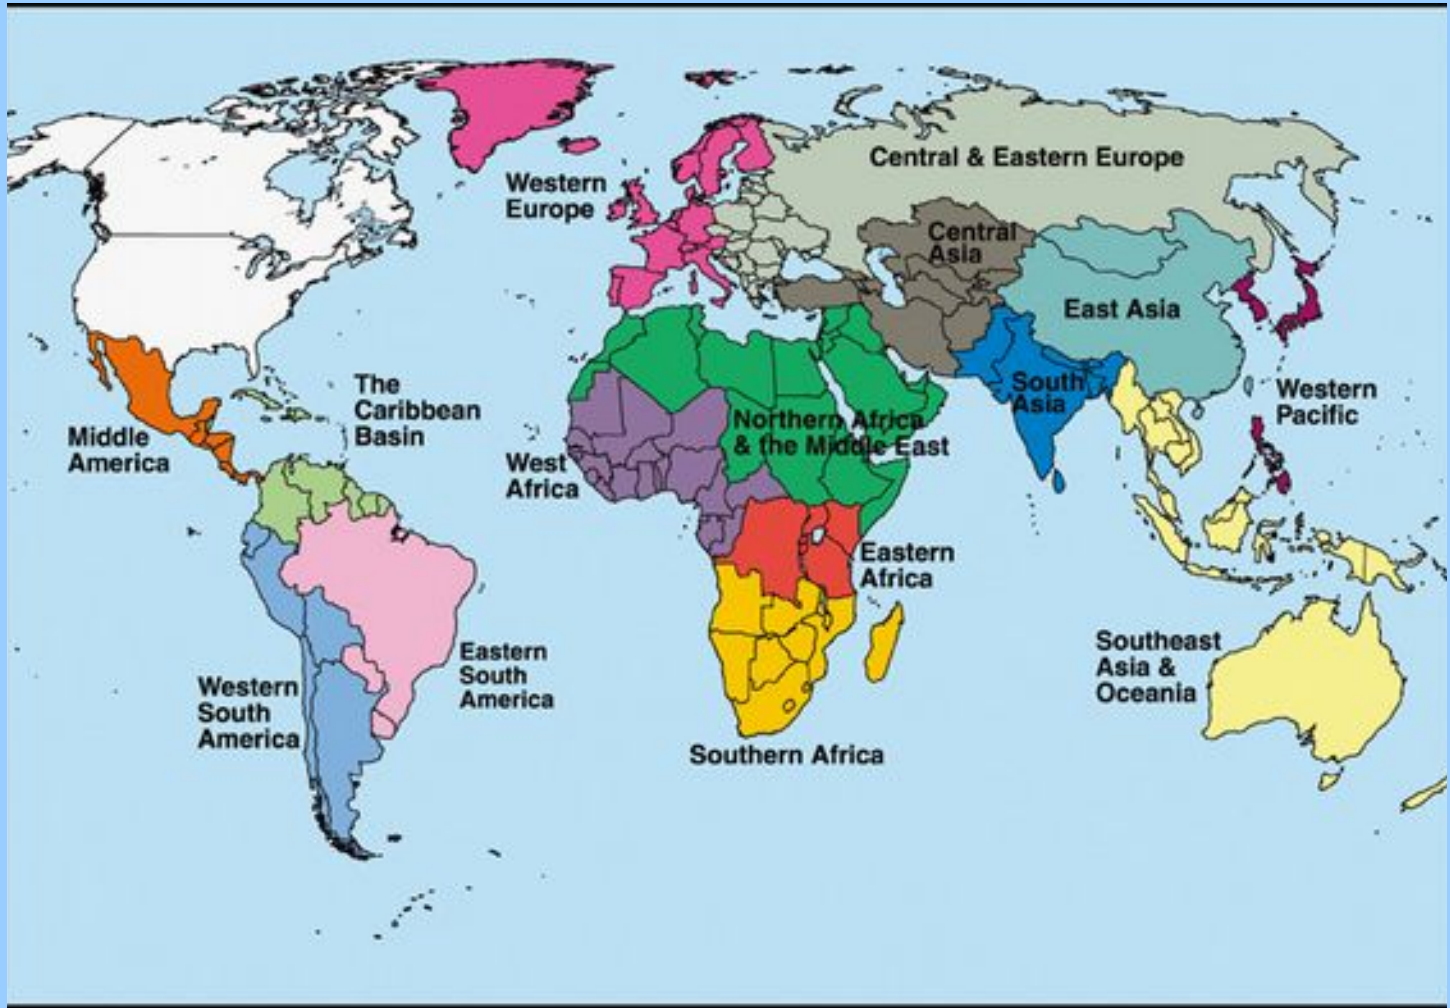 Central & Eastern Europe
Western
Europe
Central
Asia
East Asia
The
Caribbean
Basin
South
Asia
Western
Pacific
Middle
America
Northern Africa
& the Middle East
West
Africa
Eastern
Africa
Southeast
Asia &
Oceania
Eastern
South
America
Western
South
America
Southern Africa